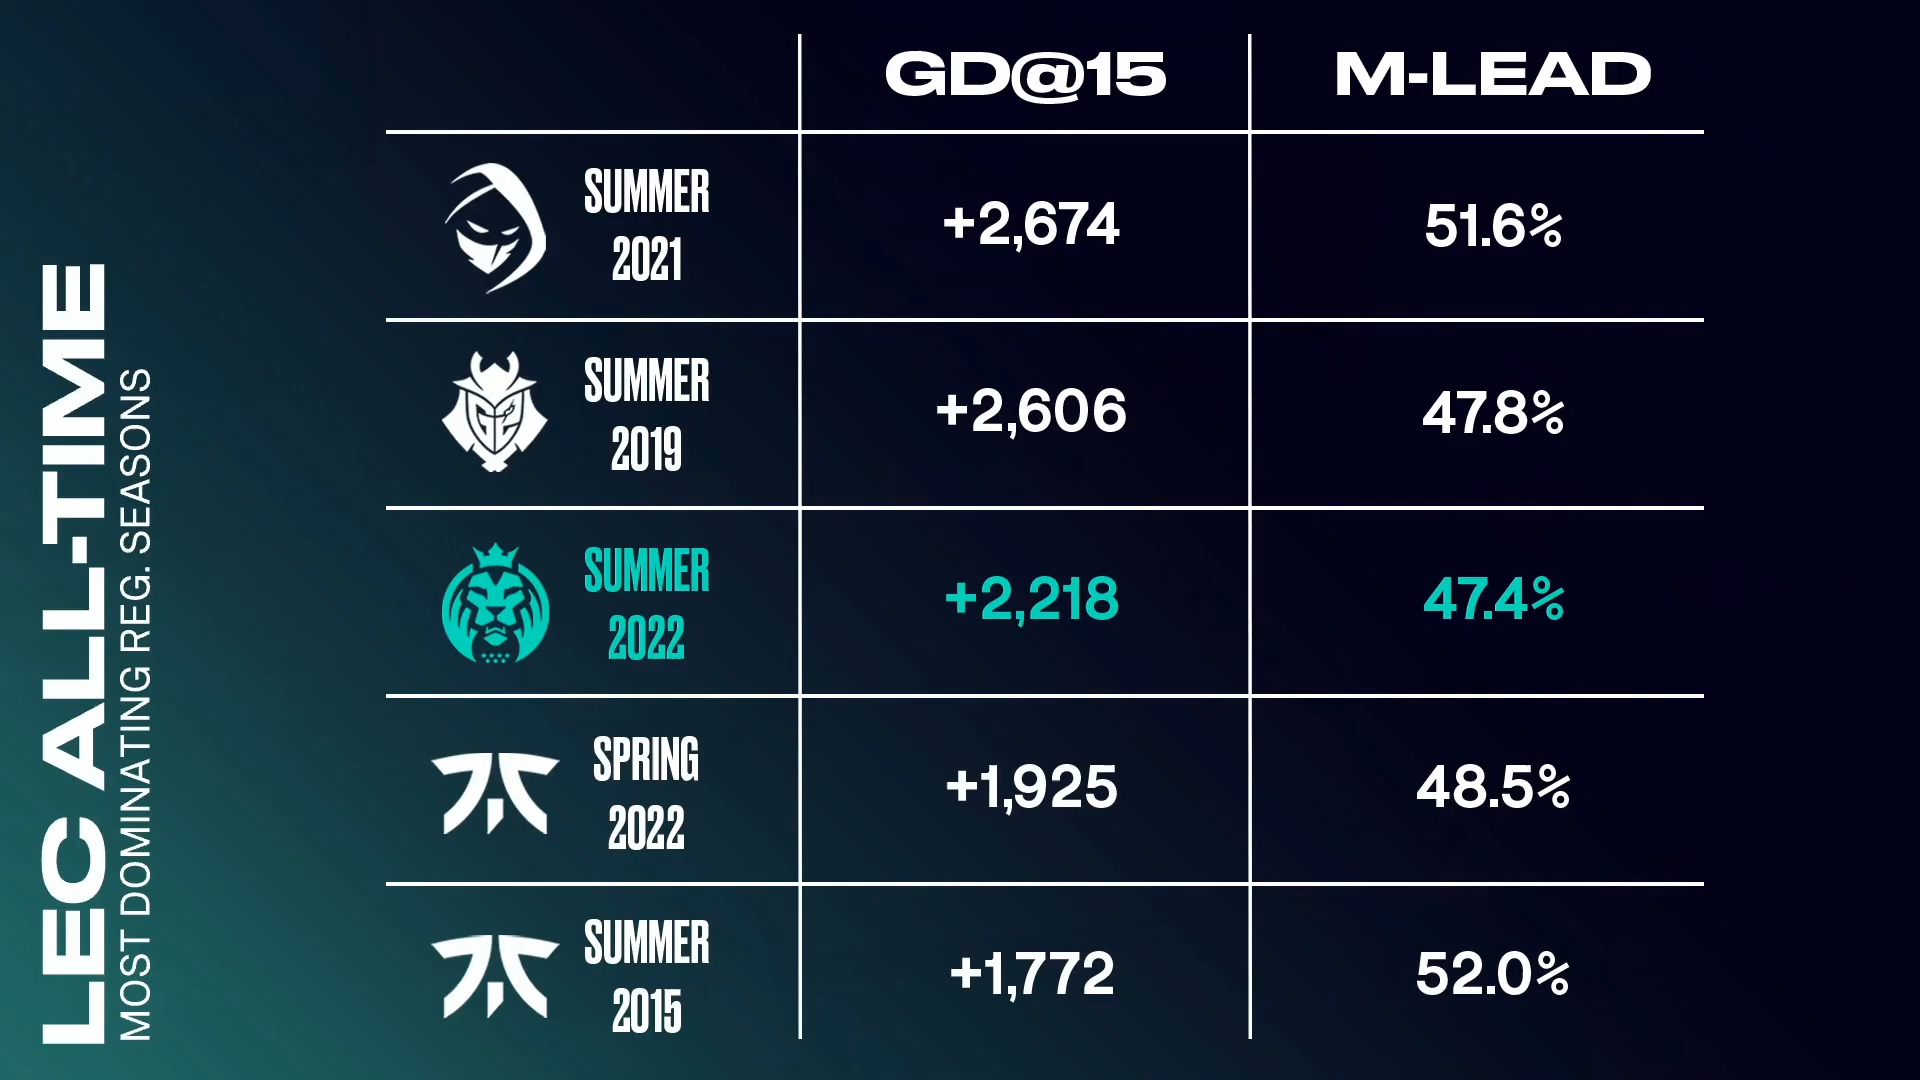 LEC ALL-TIME
MOST DOMINATING REG. SEASONS
GD@15 M-LEAD
SUMMER
2021
+2,674 51.6%
SUMMER
2019
+2,606 47.8%
SUMMER
2022
+2,218 47.4%
SPRING
2022
+1,925 48.5%
SUMMER
2015
+1,772 52.0%